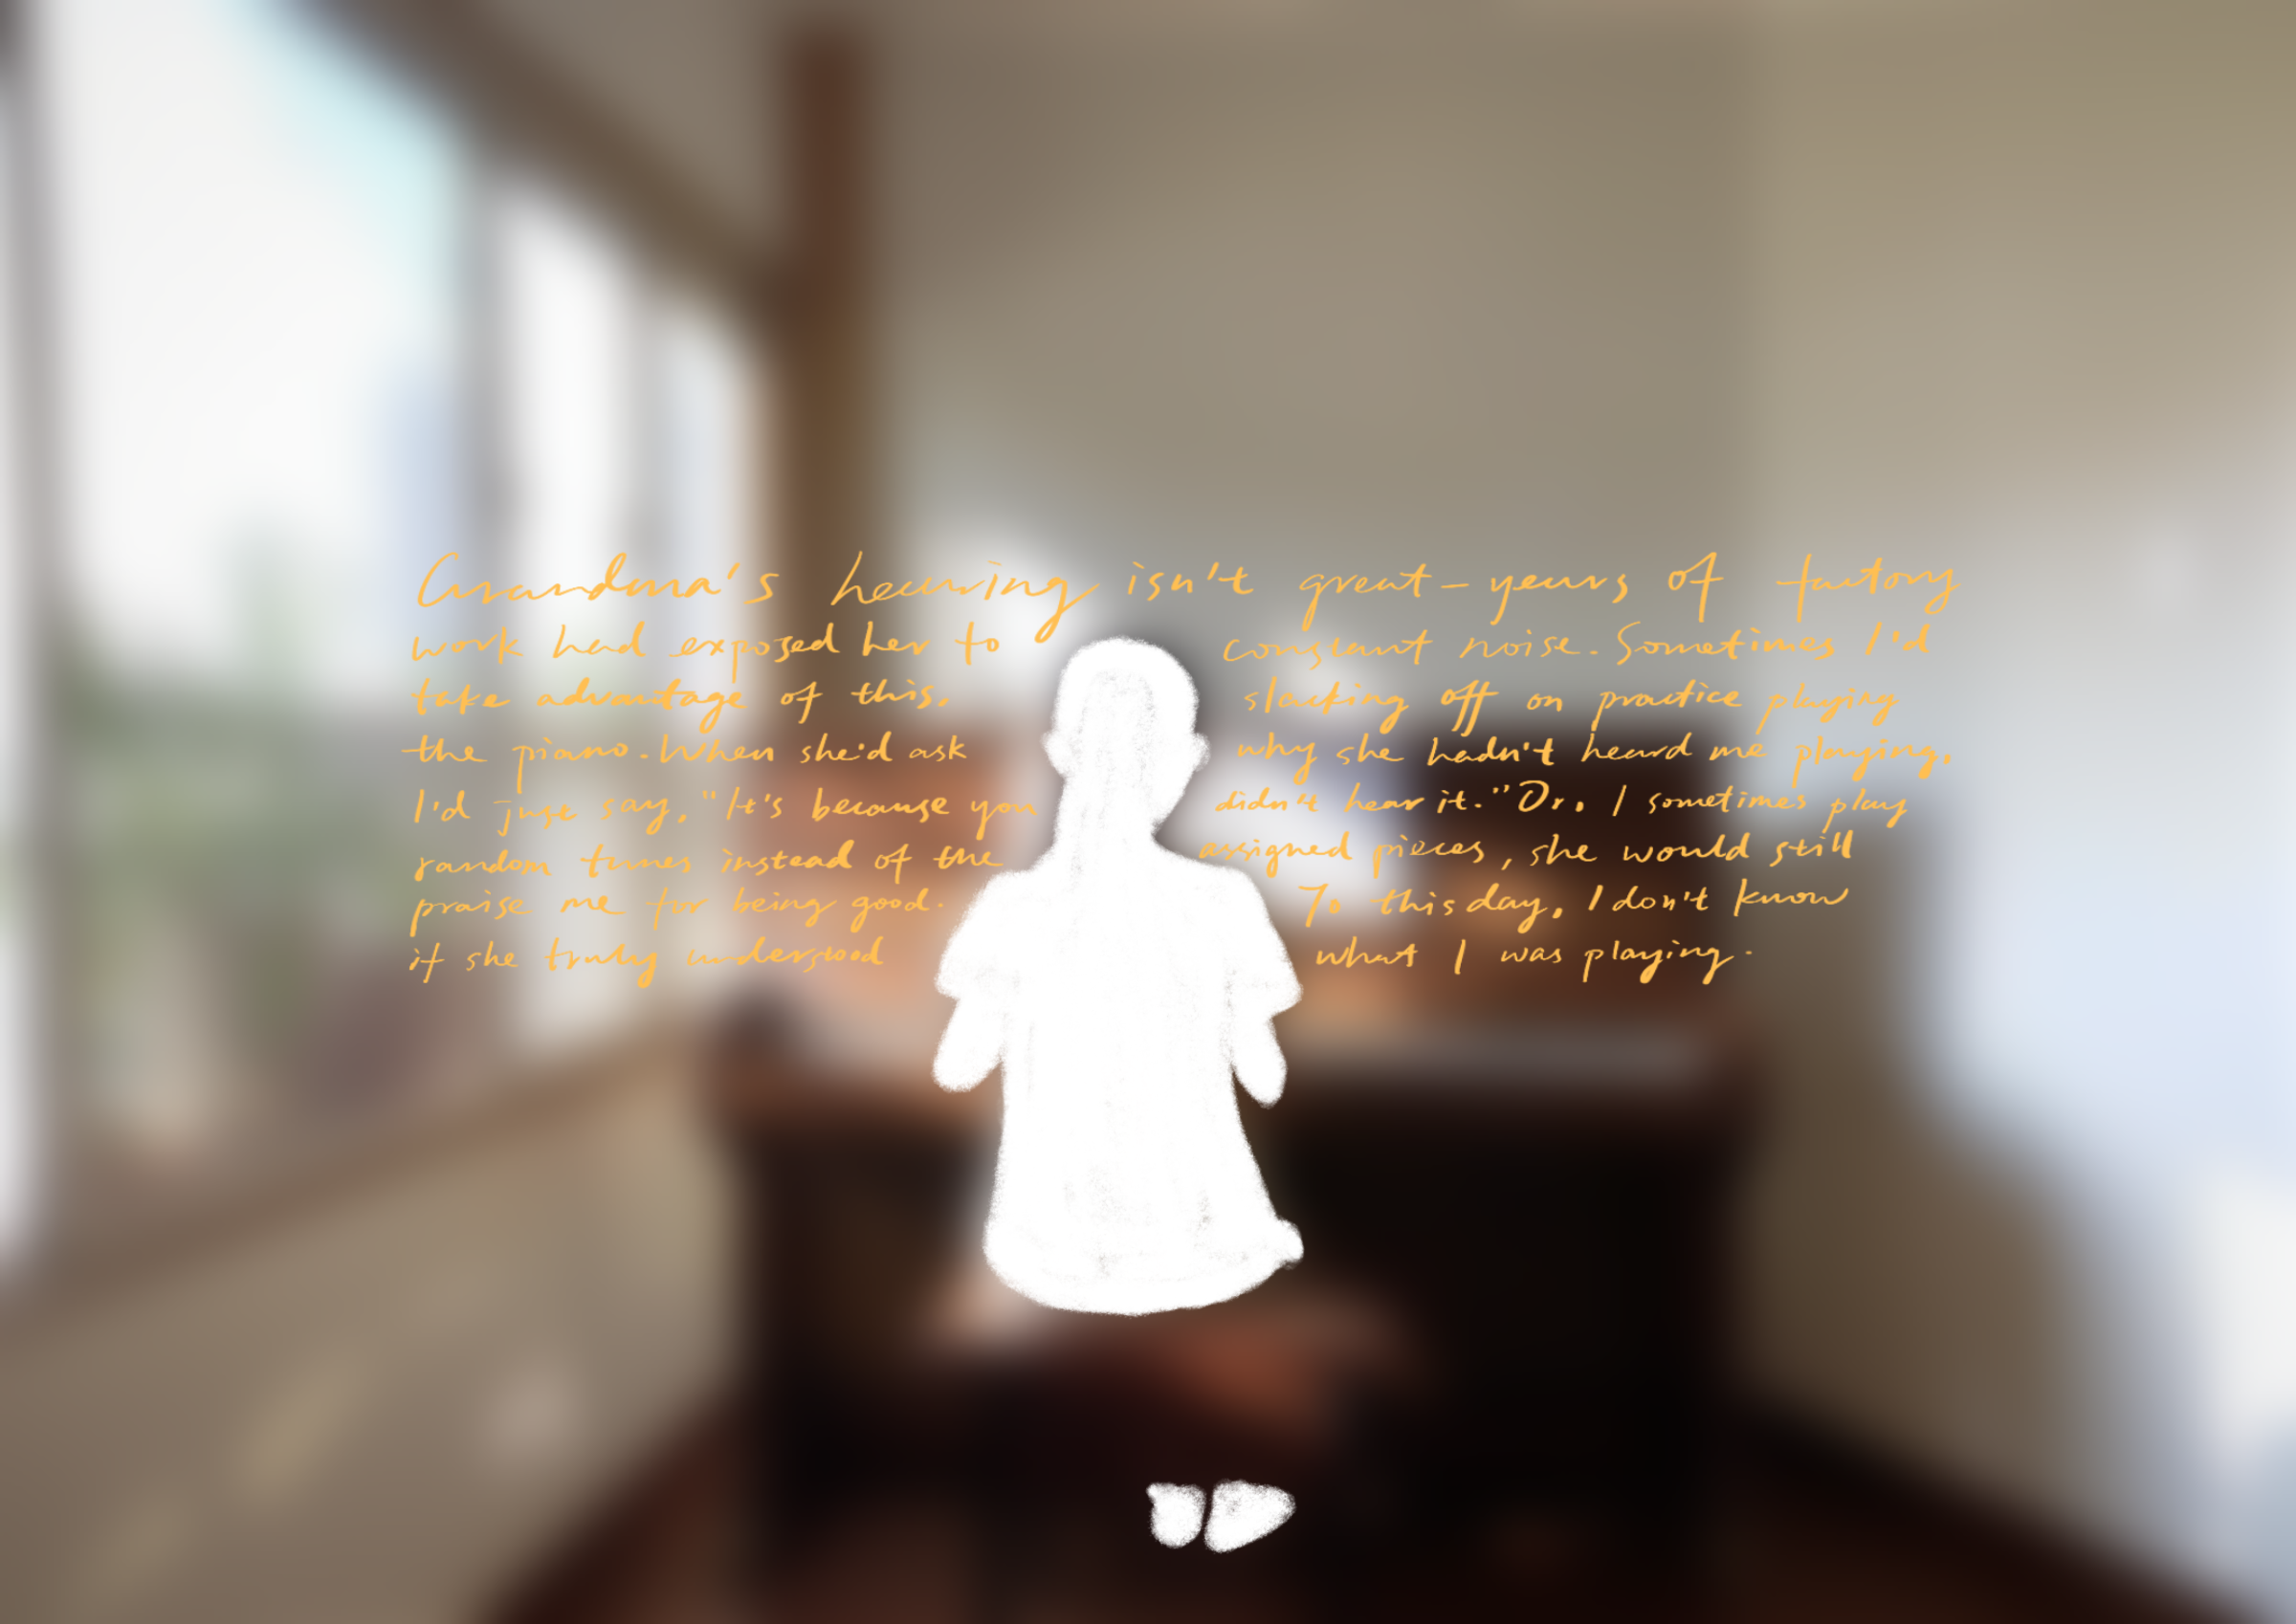 Grandma's hearing isn't great - years of factory
work had exposed her to constant noise. Sometimes I'd
take advantage of this, slacking off on practice playing
the piano. When she'd ask why she hadn't heard me playing,
I'd just say, "It's because you didn't hear it." Or, I sometimes play
random tunes instead of the assigned pieces, she would still
praise me for being good. To this day, I don't know
if she truly understood what I was playing.